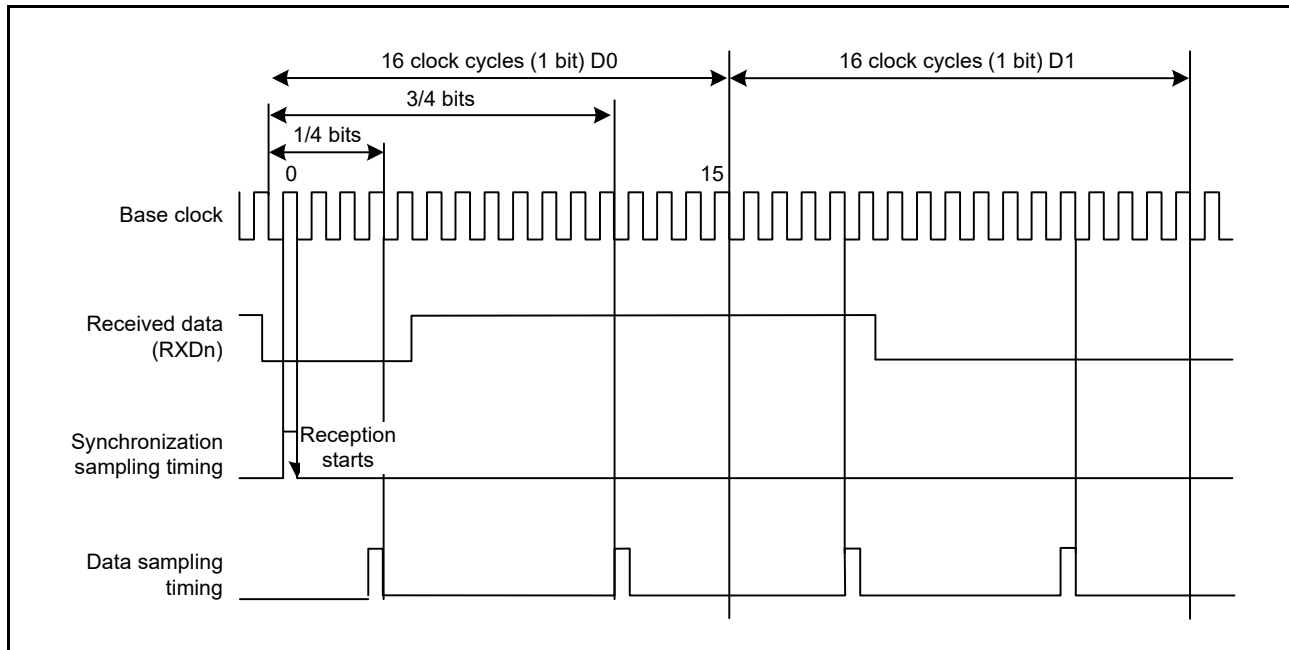 16 clock cycles (1 bit) D0
16 clock cycles (1 bit) D1
3/4 bits
1/4 bits
0
15
Base clock
Received data
(RXDn)
Synchronization
sampling timing
Reception
starts
Data sampling
timing